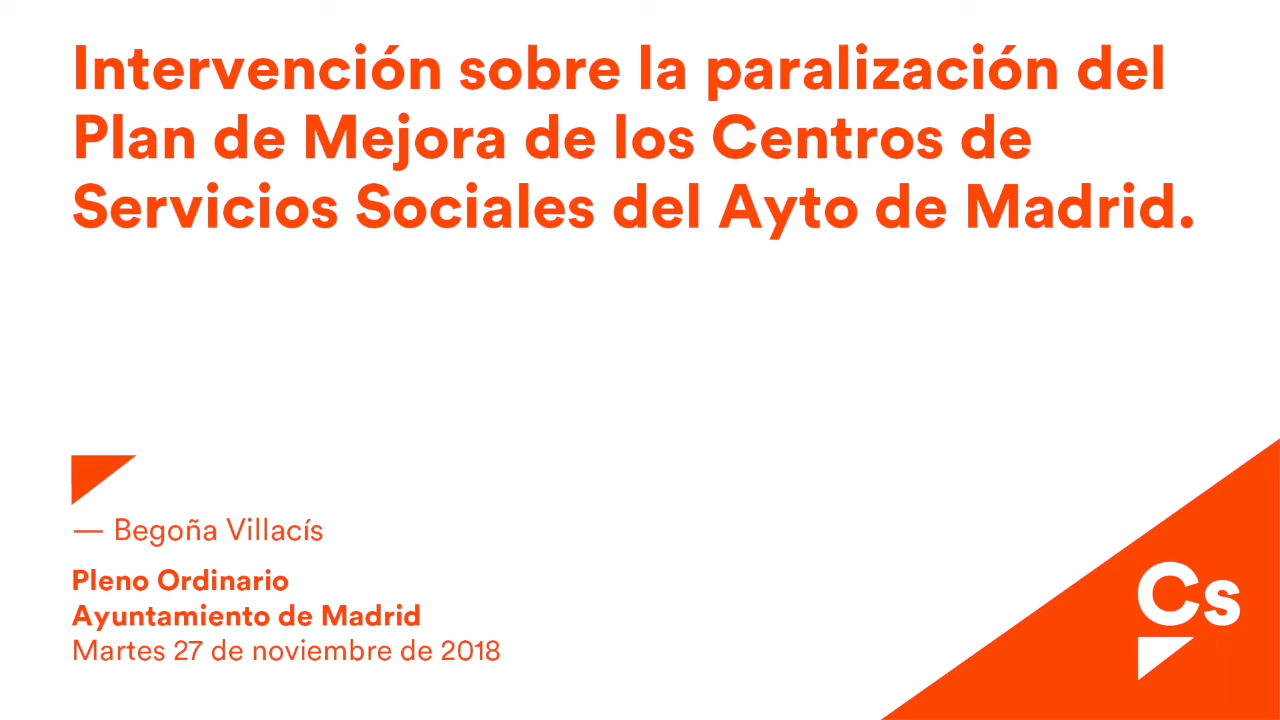 Intervención sobre la paralización del
Plan de Mejora de los Centros de
Servicios Sociales del Ayto de Madrid.
— Begoña Villacís
Pleno Ordinario
Ayuntamiento de Madrid
Martes 27 de noviembre de 2018
Cs